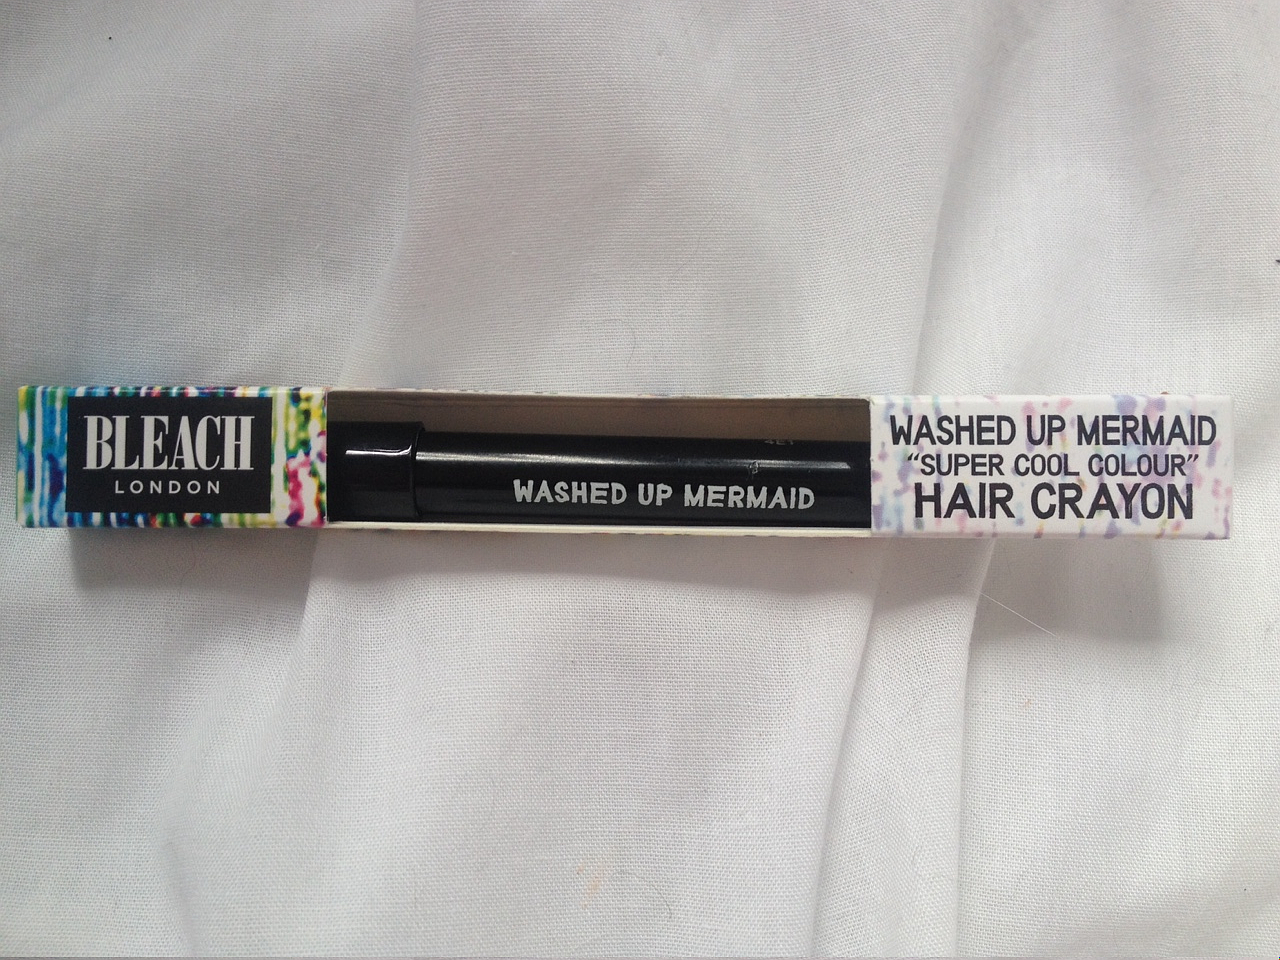 BLEACH
LONDON
WASHED UP MERMAID
WASHED UP MERMAID
“SUPER COOL COLOUR”
HAIR CRAYON